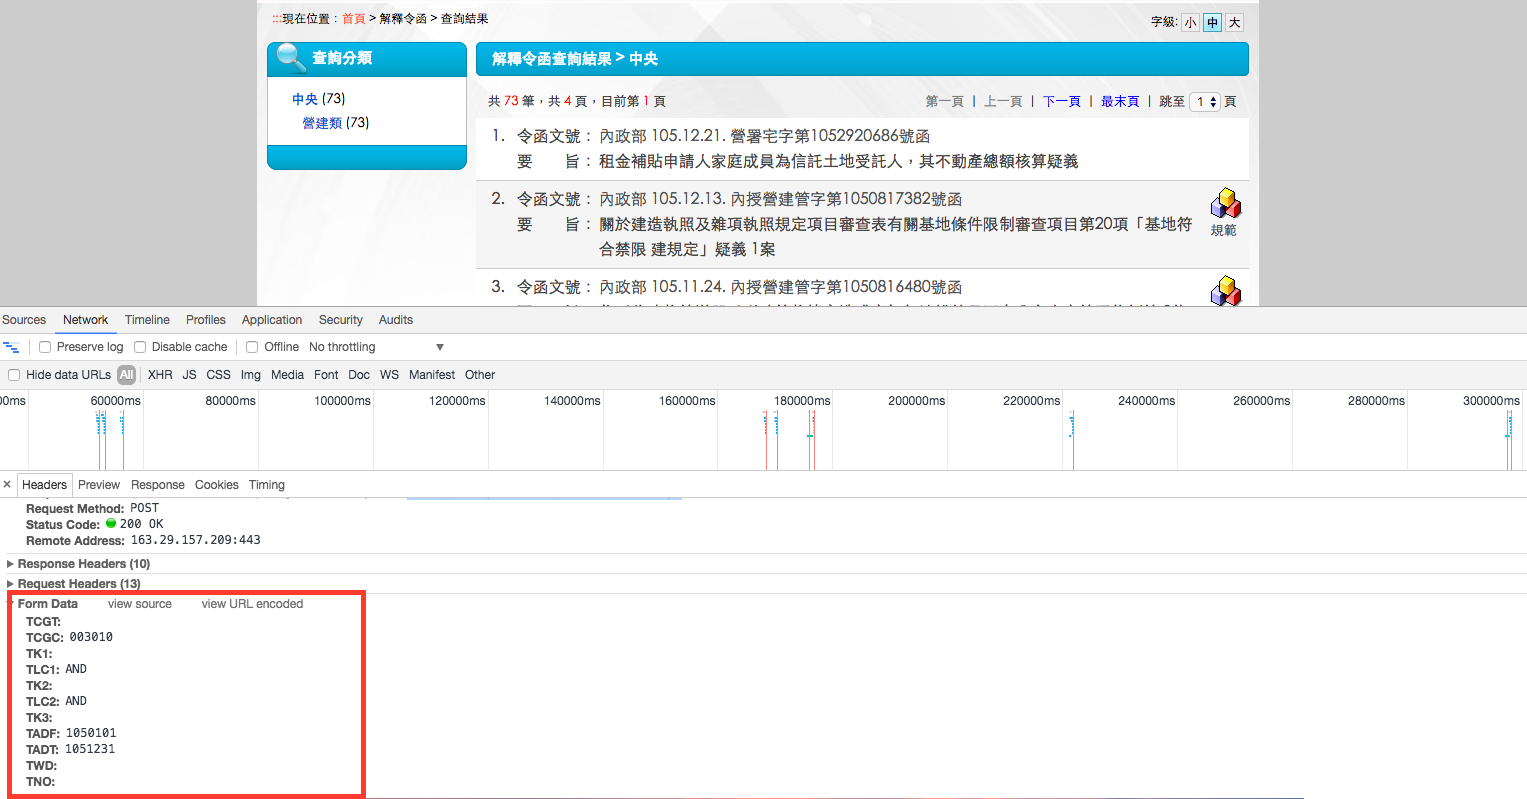 :::現在位置：首頁 > 解釋令函 > 查詢結果
字級: 小 中 大
查詢分類
中央 (73)
營建類 (73)
解釋令函查詢結果 > 中央
共 73 筆，共 4 頁，目前第 1 頁
第一頁 | 上一頁 | 下一頁 | 最末頁 | 跳至 1 頁
1. 令函文號： 內政部 105.12.21. 營署宅字第1052920686號函
要 旨： 租金補貼申請人家庭成員為信託土地受託人，其不動產總額核算疑義
2. 令函文號： 內政部 105.12.13. 內授營建管字第1050817382號函
要 旨： 關於建造執照及雜項執照規定項目審查表有關基地條件限制審查項目第20項「基地符
合禁限 建規定」疑義 1案
規範
3. 令函文號： 內政部 105.11.24. 內授營建管字第1050816480號函
Sources Network Timeline Profiles Application Security Audits
Preserve log Disable cache Offline No throttling ▼
Hide data URLs All XHR JS CSS Img Media Font Doc WS Manifest Other
00ms 60000ms 80000ms 100000ms 120000ms 140000ms 160000ms 180000ms 200000ms 220000ms 240000ms 260000ms 280000ms 300000ms
× Headers Preview Response Cookies Timing
Request Method: POST
Status Code: 200 OK
Remote Address: 163.29.157.209:443
Response Headers (10)
Request Headers (13)
Form Data view source view URL encoded
TCGT:
TCGC: 003010
TK1:
TLC1: AND
TK2:
TLC2: AND
TK3:
TADF: 1050101
TADT: 1051231
TWD:
TNO: